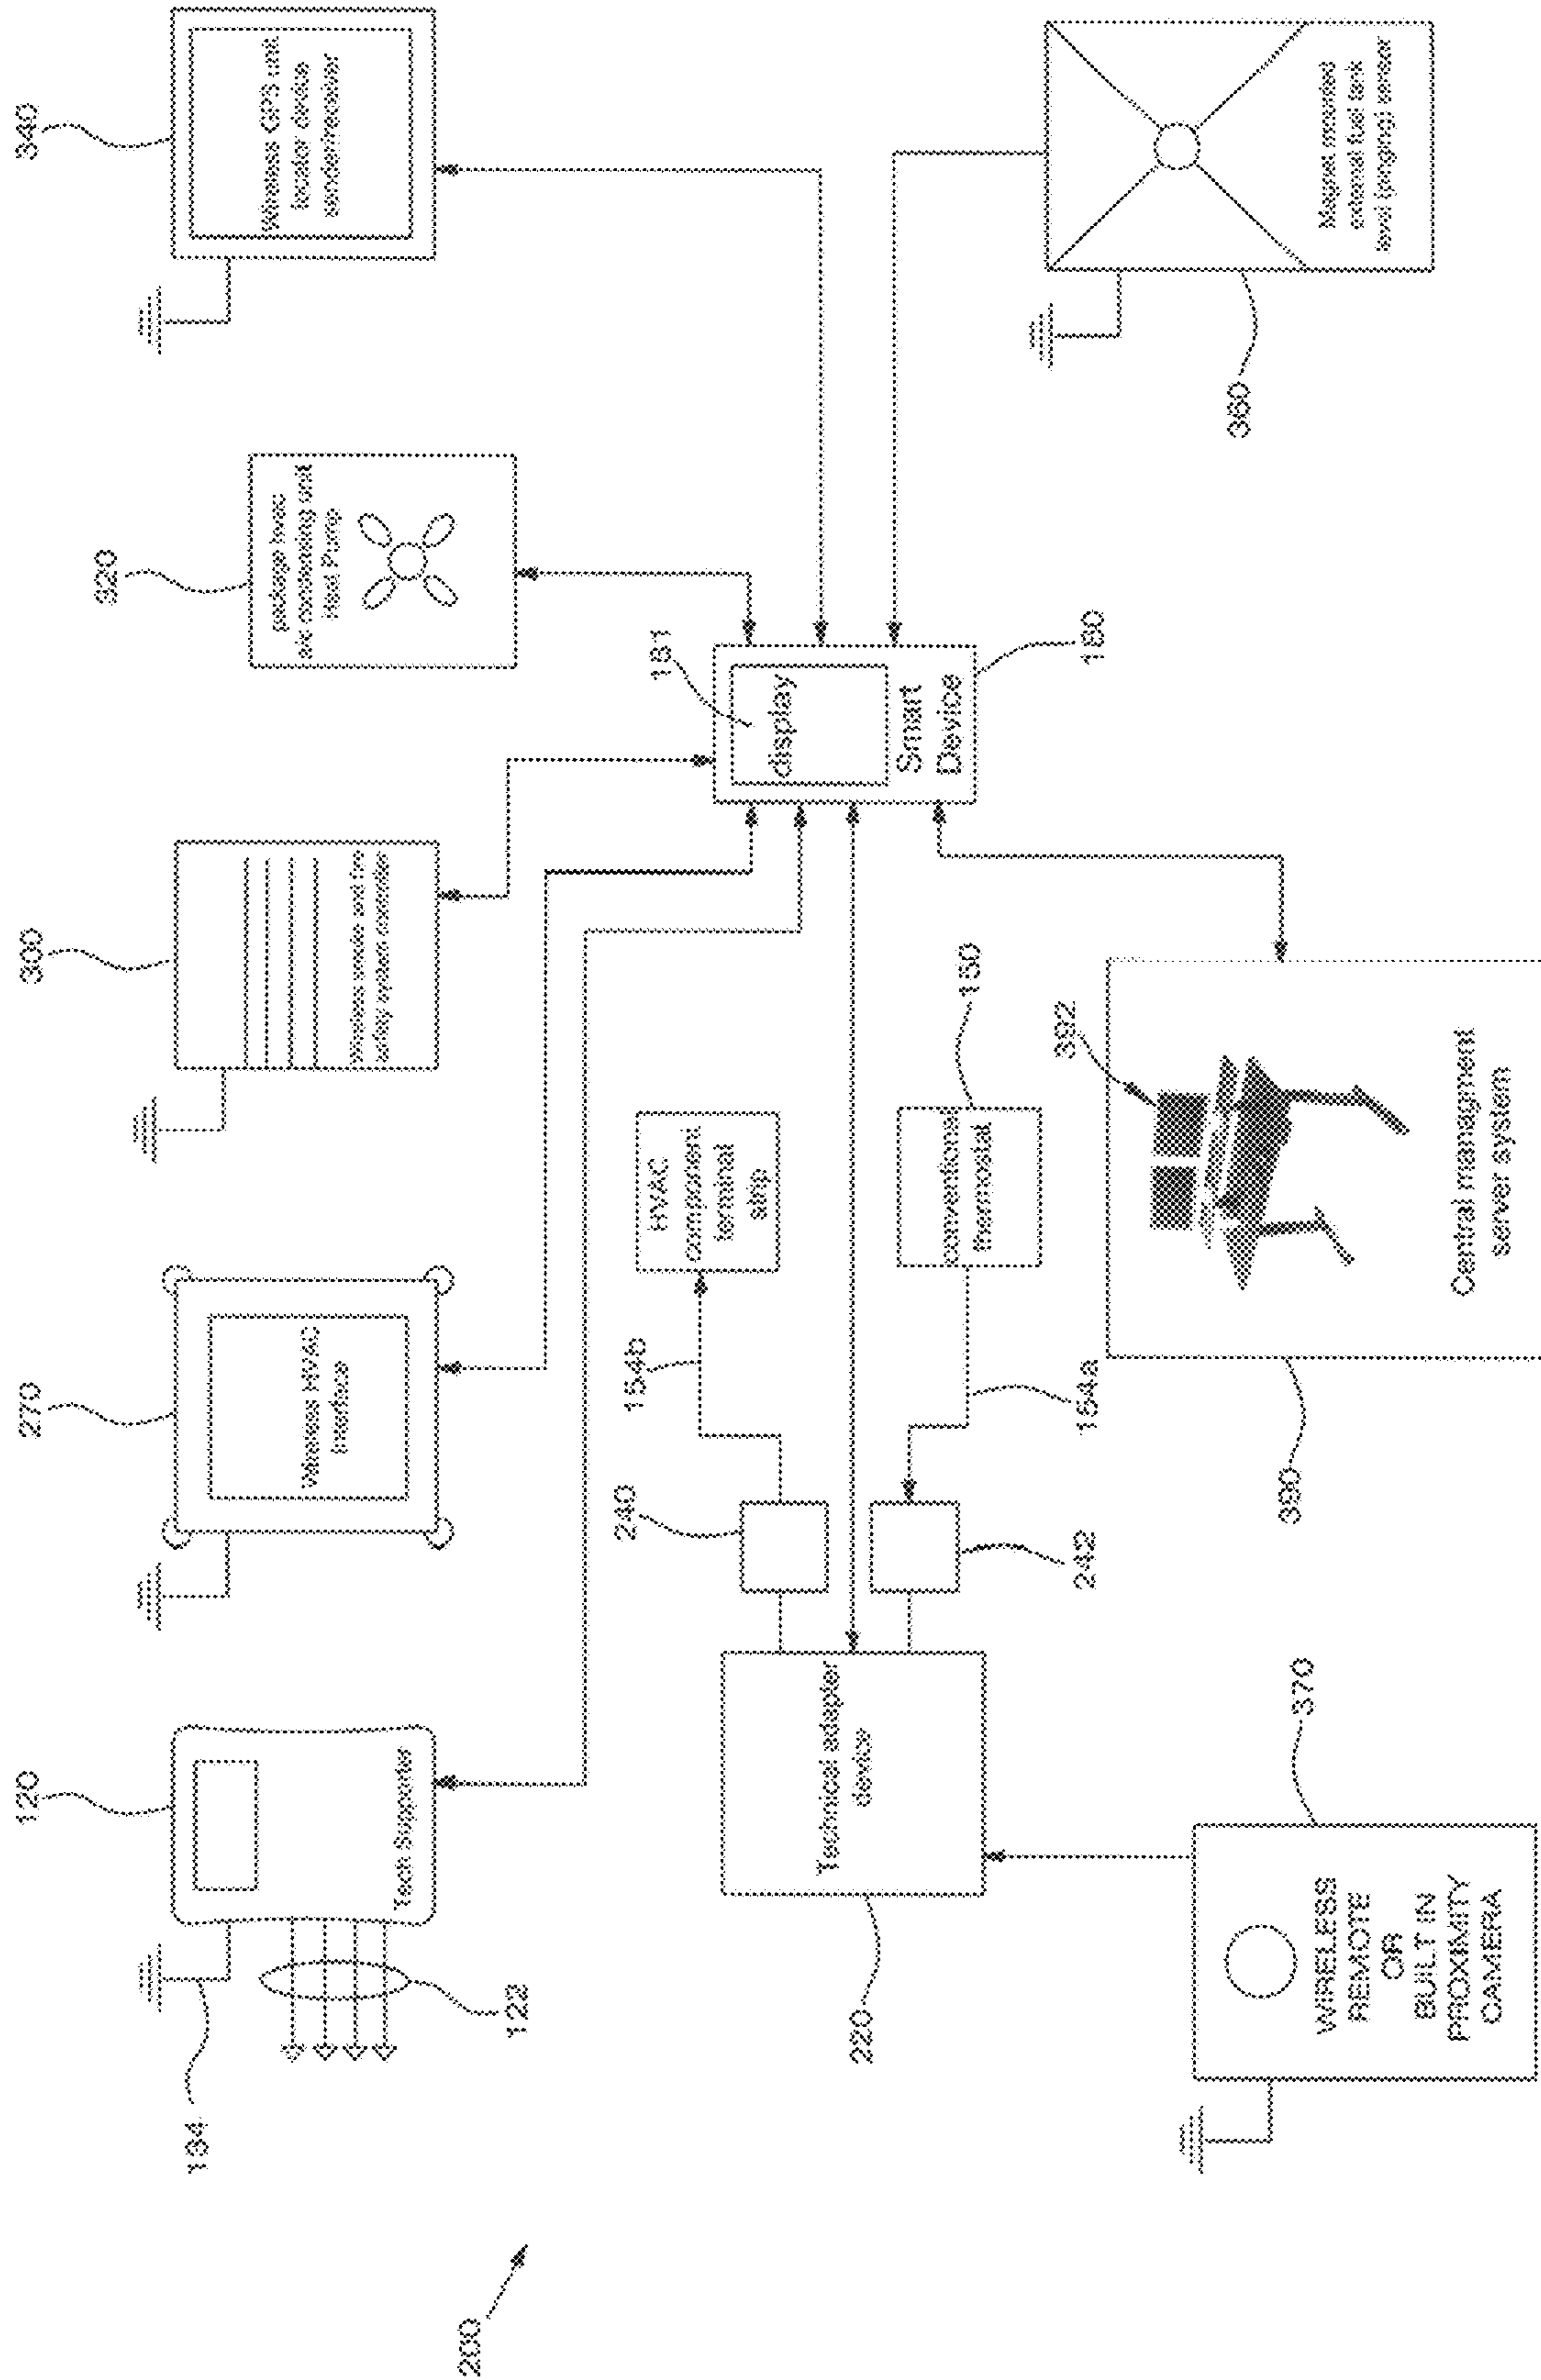 120
270
300
320
340
134
122
Tech Supporter
Wireless HVAC
interface
Wireless smoke and fire
safety system controller
package hvac
air conditioning unit
Heat Pump
Wireless GPS unit
locator device
sender/receiver
200
240
154b
HVAC
component
terminal
strip
181
display
Smart
Device
180
Technical adapter
device
220
242
154a
conventional
thermostat
150
370
WIRELESS
REMOTE
OR
BUILT IN
PROXIMITY
CAMERA
390
392
Central managment
server system
360
Magnet mounted
external fuel tank
level (propane) sensor